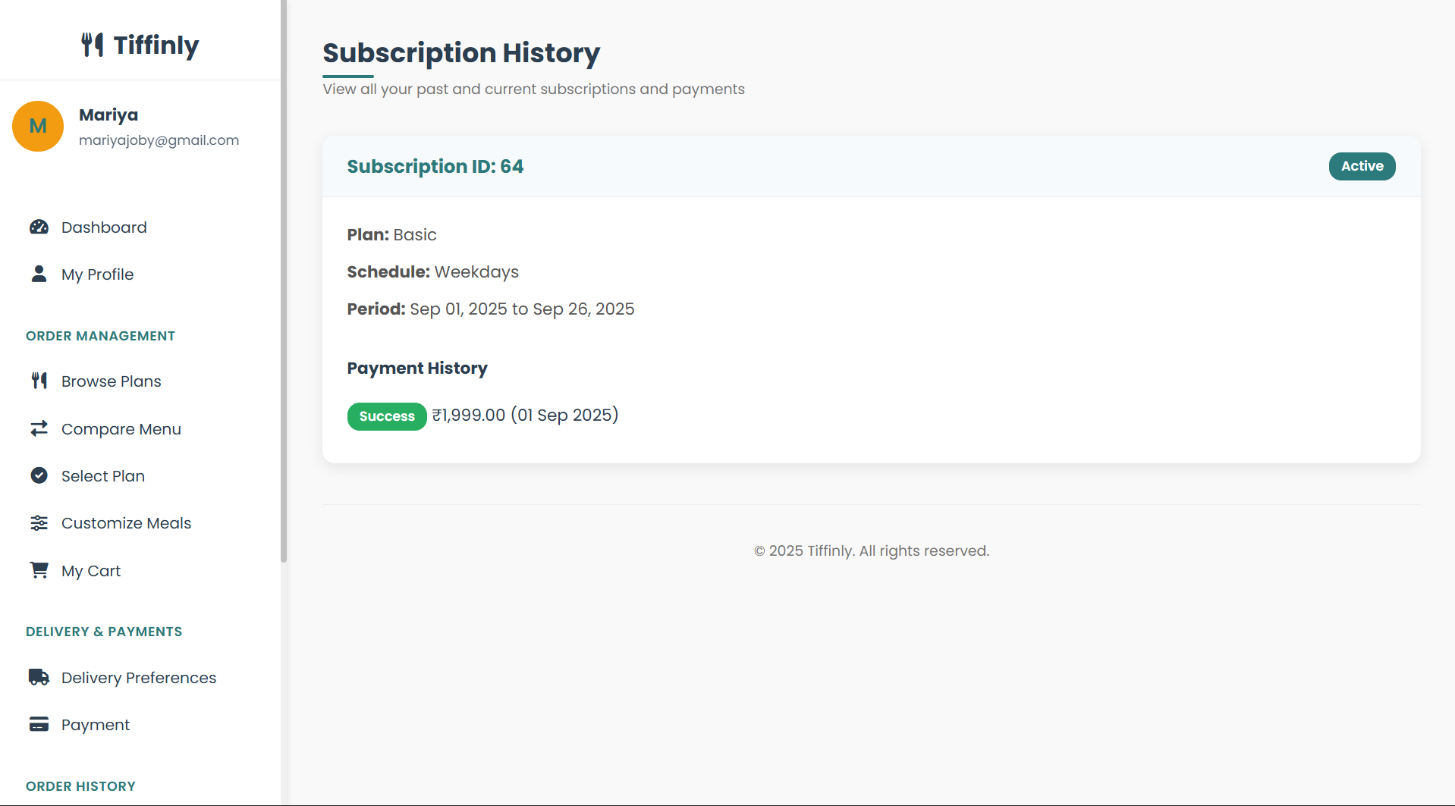 Tiffinly
M
Mariya
mariyajoby@gmail.com
Dashboard
My Profile
ORDER MANAGEMENT
Browse Plans
Compare Menu
Select Plan
Customize Meals
My Cart
DELIVERY & PAYMENTS
Delivery Preferences
Payment
ORDER HISTORY
Subscription History
View all your past and current subscriptions and payments
Subscription ID: 64
Active
Plan: Basic
Schedule: Weekdays
Period: Sep 01, 2025 to Sep 26, 2025
Payment History
Success ₹1,999.00 (01 Sep 2025)
© 2025 Tiffinly. All rights reserved.